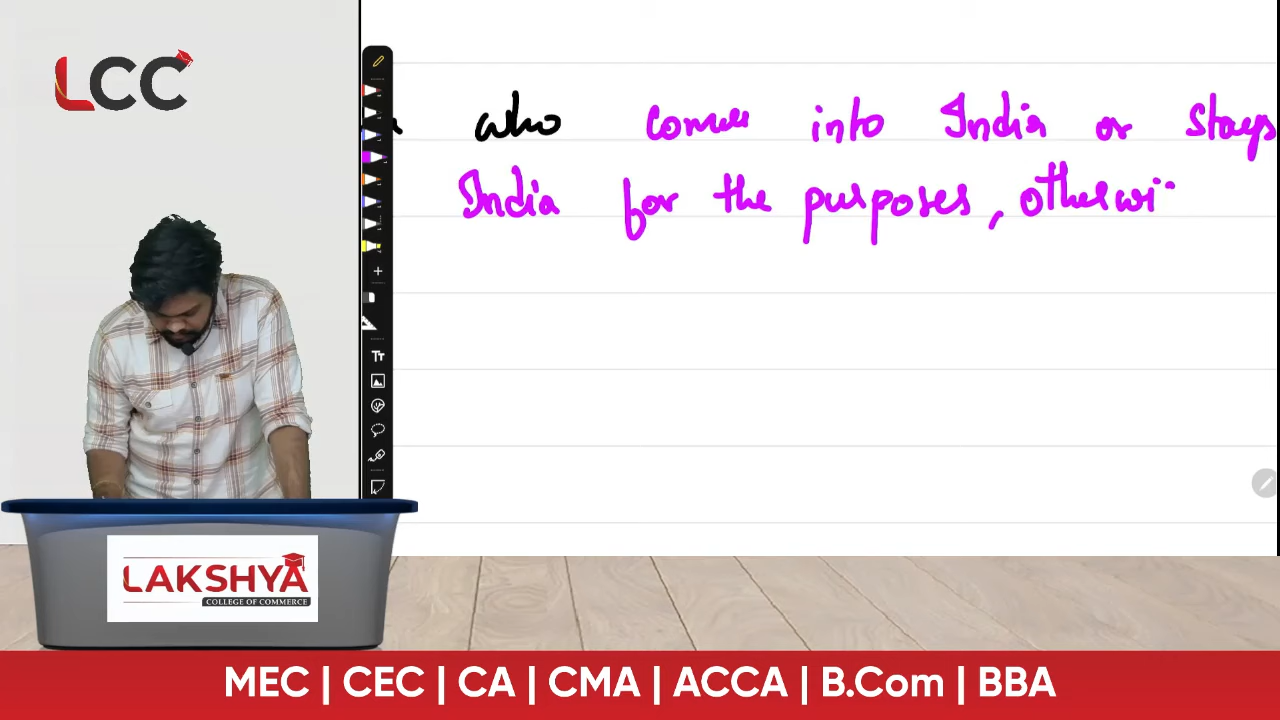 LCC
who comes into India or stays
India for the purposes, otherwi
TT
LAKSHYA
COLLEGE OF COMMERCE
MEC | CEC | CA | CMA | ACCA | B.Com | BBA